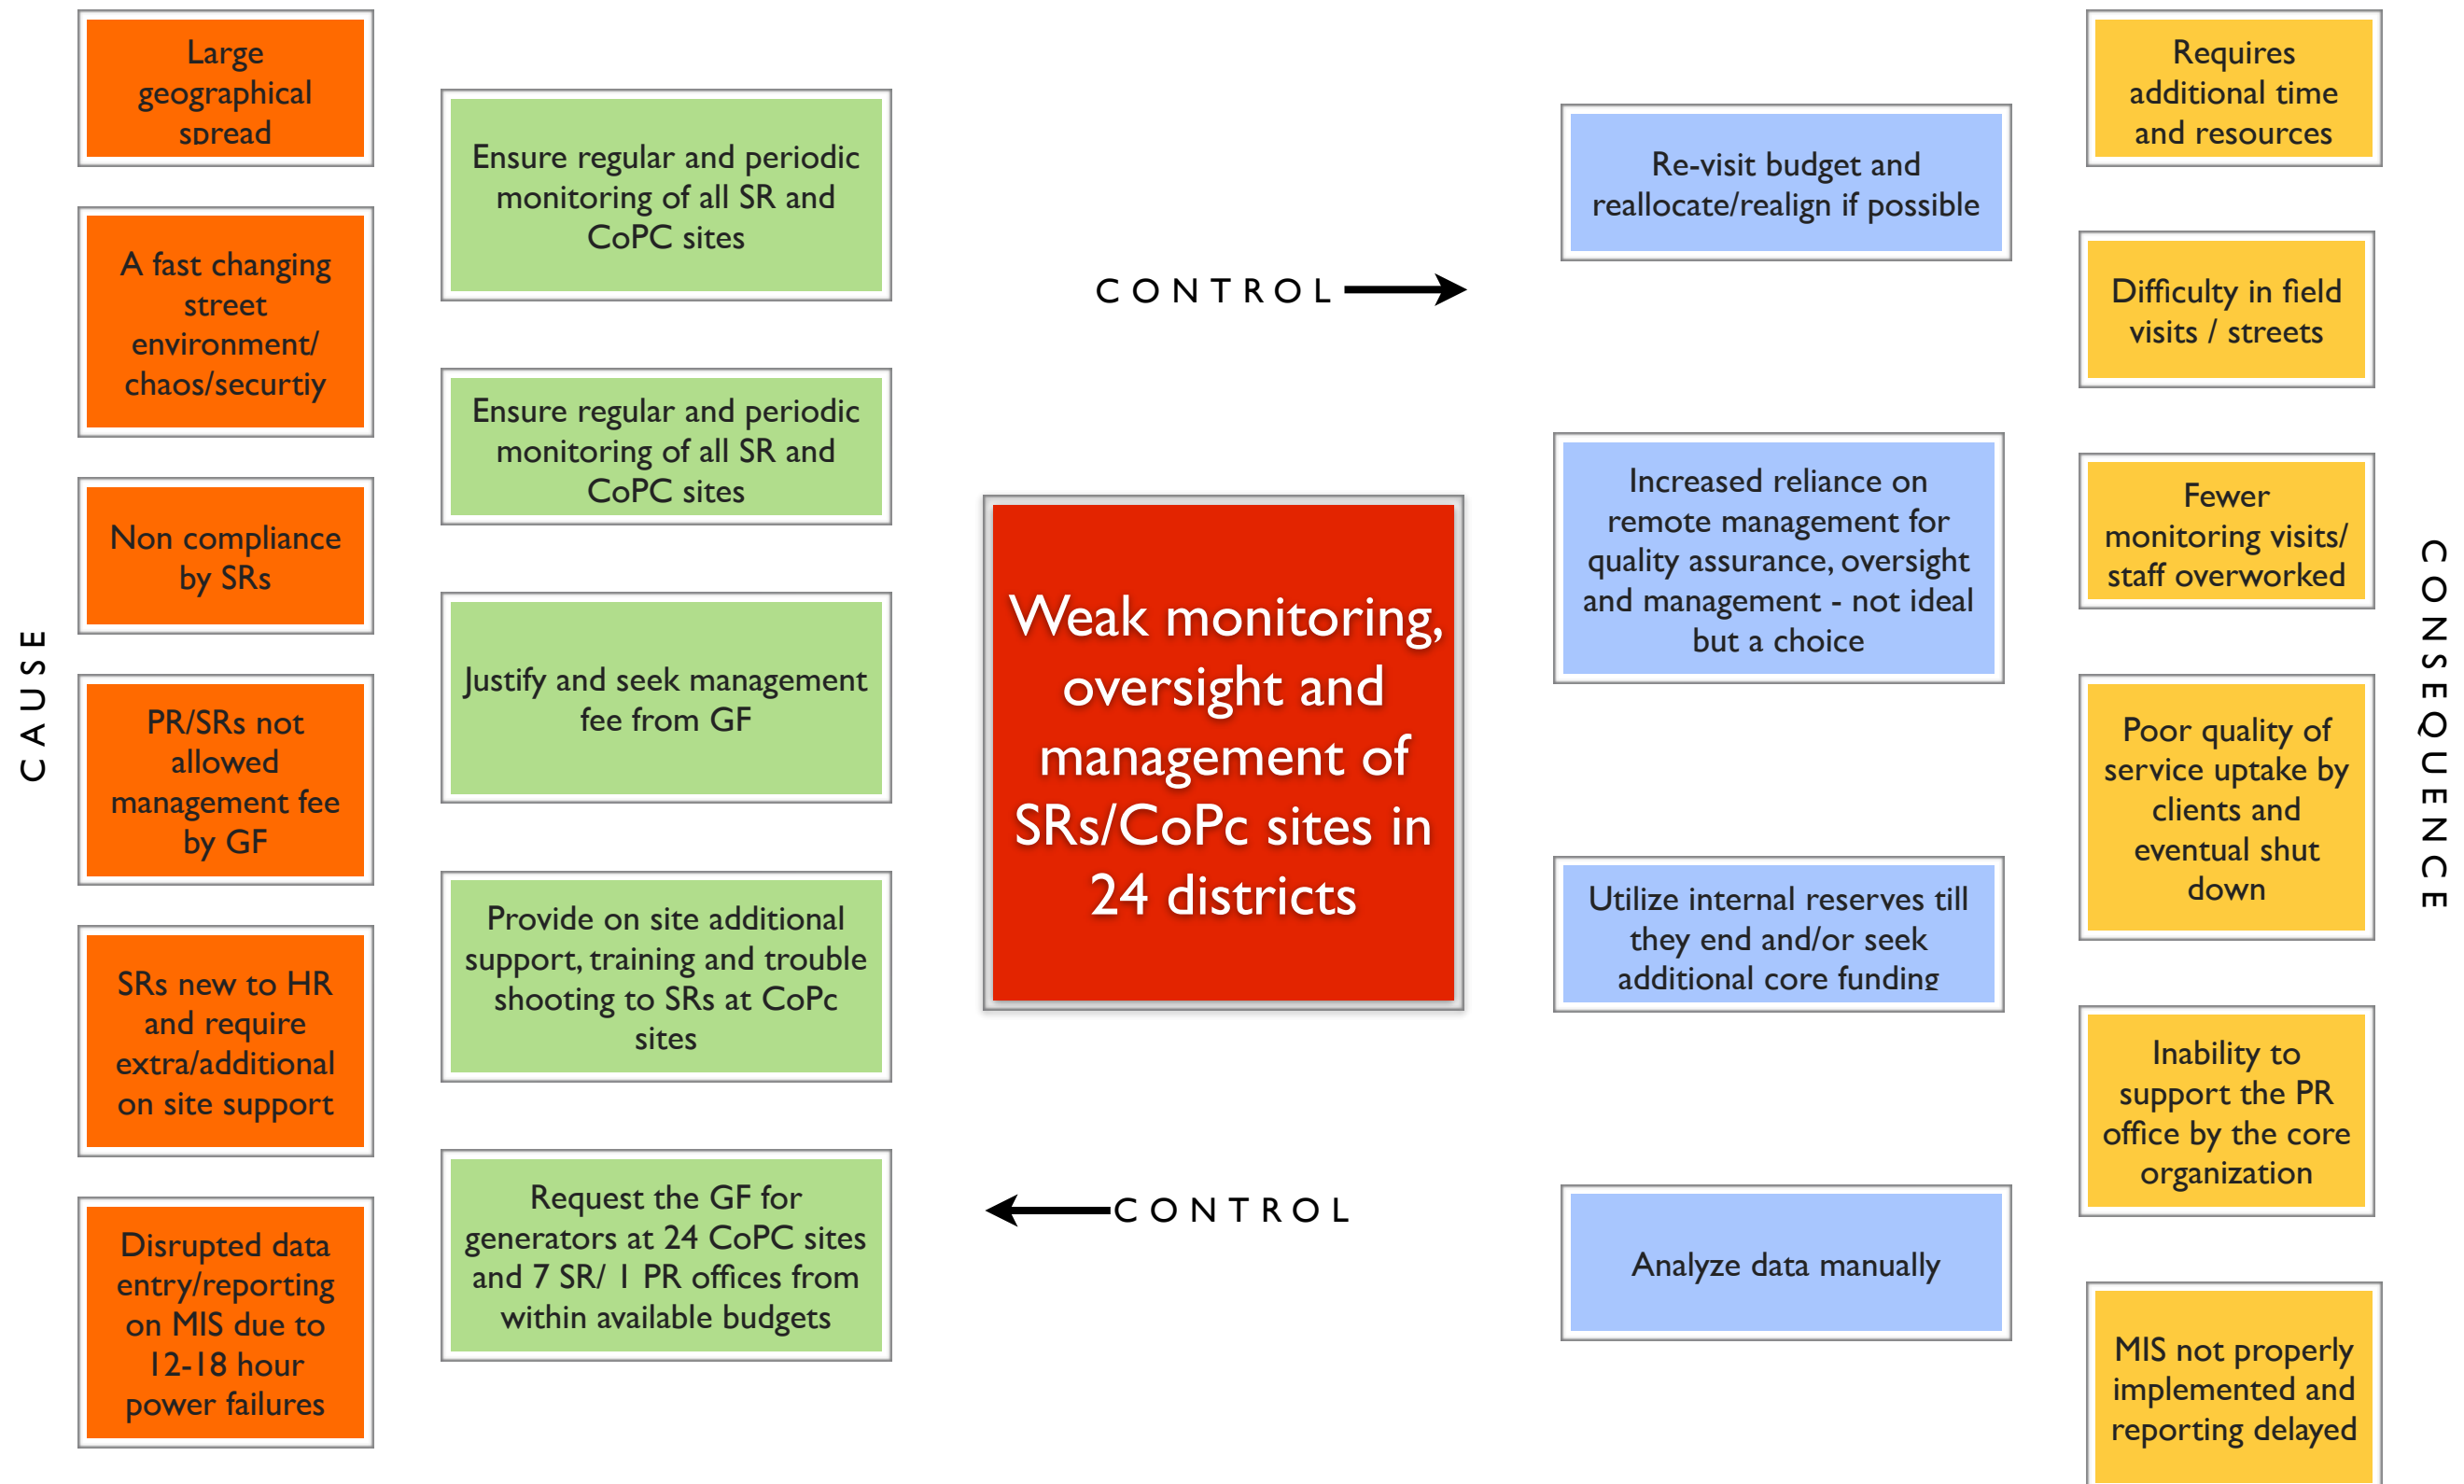 CAUSE
Large
geographical
spread
A fast changing
street
environment/
chaos/securtiy
Non compliance
by SRs
PR/SRs not
allowed
management fee
by GF
SRs new to HR
and require
extra/additional
on site support
Disrupted data
entry/reporting
on MIS due to
12-18 hour
power failures
Ensure regular and periodic
monitoring of all SR and
CoPC sites
Ensure regular and periodic
monitoring of all SR and
CoPC sites
Justify and seek management
fee from GF
Provide on site additional
support, training and trouble
shooting to SRs at CoPc
sites
Request the GF for
generators at 24 CoPC sites
and 7 SR/ 1 PR offices from
within available budgets
CONTROL
Weak monitoring,
oversight and
management of
SRs/CoPc sites in
24 districts
CONTROL
Re-visit budget and
reallocate/realign if possible
Increased reliance on
remote management for
quality assurance, oversight
and management - not ideal
but a choice
Utilize internal reserves till
they end and/or seek
additional core funding
Analyze data manually
Requires
additional time
and resources
Difficulty in field
visits / streets
Fewer
monitoring visits/
staff overworked
Poor quality of
service uptake by
clients and
eventual shut
down
Inability to
support the PR
office by the core
organization
MIS not properly
implemented and
reporting delayed
CONSEQUENCE